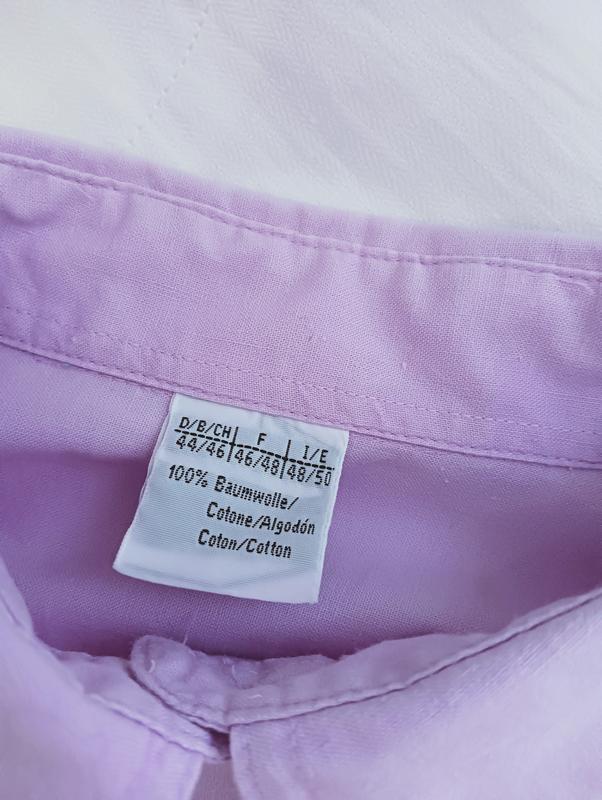 D/B/CH| F | I/E
44/46|46/48|48/50
100% Baumwolle/
Cotone/Algodón
Coton/Cotton